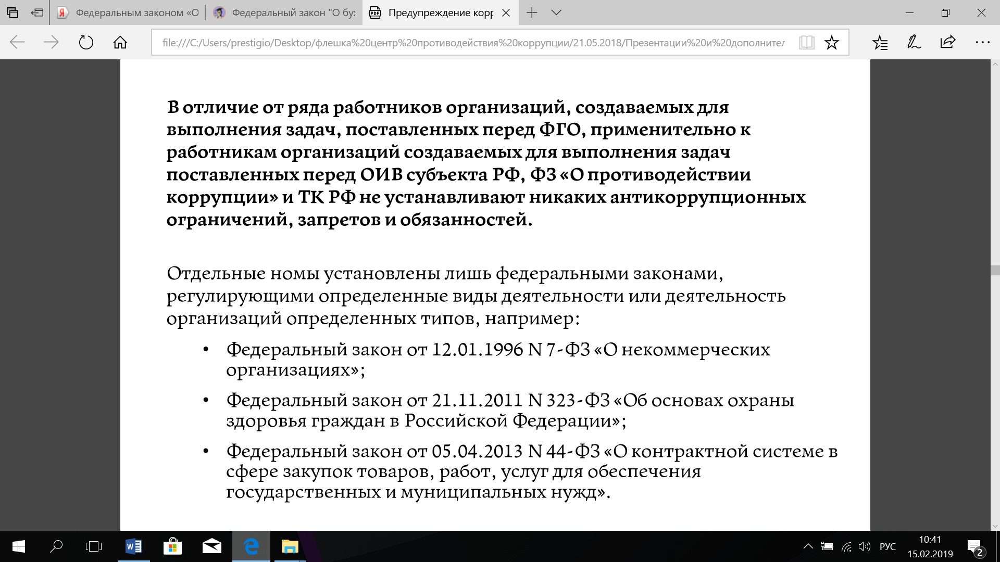 Федеральным законом «О
Федеральный закон "О бух
Предупреждение корр
file:///C:/Users/prestigio/Desktop/флешка%20центр%20противодействия%20коррупции/21.05.2018/Презентации%20и%20дополнител
В отличие от ряда работников организаций, создаваемых для
выполнения задач, поставленных перед ФГО, применительно к
работникам организаций создаваемых для выполнения задач
поставленных перед ОИВ субъекта РФ, ФЗ «О противодействии
коррупции» и ТК РФ не устанавливают никаких антикоррупционных
ограничений, запретов и обязанностей.
Отдельные номы установлены лишь федеральными законами,
регулирующими определенные виды деятельности или деятельность
организаций определенных типов, например:
• Федеральный закон от 12.01.1996 N 7-ФЗ «О некоммерческих
организациях»;
• Федеральный закон от 21.11.2011 N 323-ФЗ «Об основах охраны
здоровья граждан в Российской Федерации»;
• Федеральный закон от 05.04.2013 N 44-ФЗ «О контрактной системе в
сфере закупок товаров, работ, услуг для обеспечения
государственных и муниципальных нужд».
РУС
10:41
15.02.2019
2